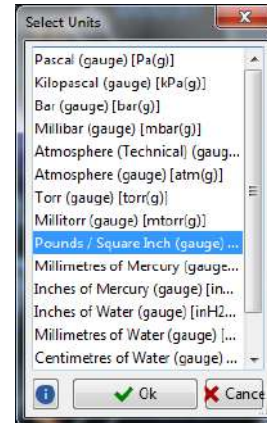 Select Units
Pascal (gauge) [Pa(g)]
Kilopascal (gauge) [kPa(g)]
Bar (gauge) [bar(g)]
Millibar (gauge) [mbar(g)]
Atmosphere (Technical) (gaug...
Atmosphere (gauge) [atm(g)]
Torr (gauge) [torr(g)]
Millitorr (gauge) [mtorr(g)]
Pounds / Square Inch (gauge) ...
Millimetres of Mercury (gauge...
Inches of Mercury (gauge) [in...
Inches of Water (gauge) [inH2...
Millimetres of Water (gauge) [...
Centimetres of Water (gauge) ...
Ok
Cance